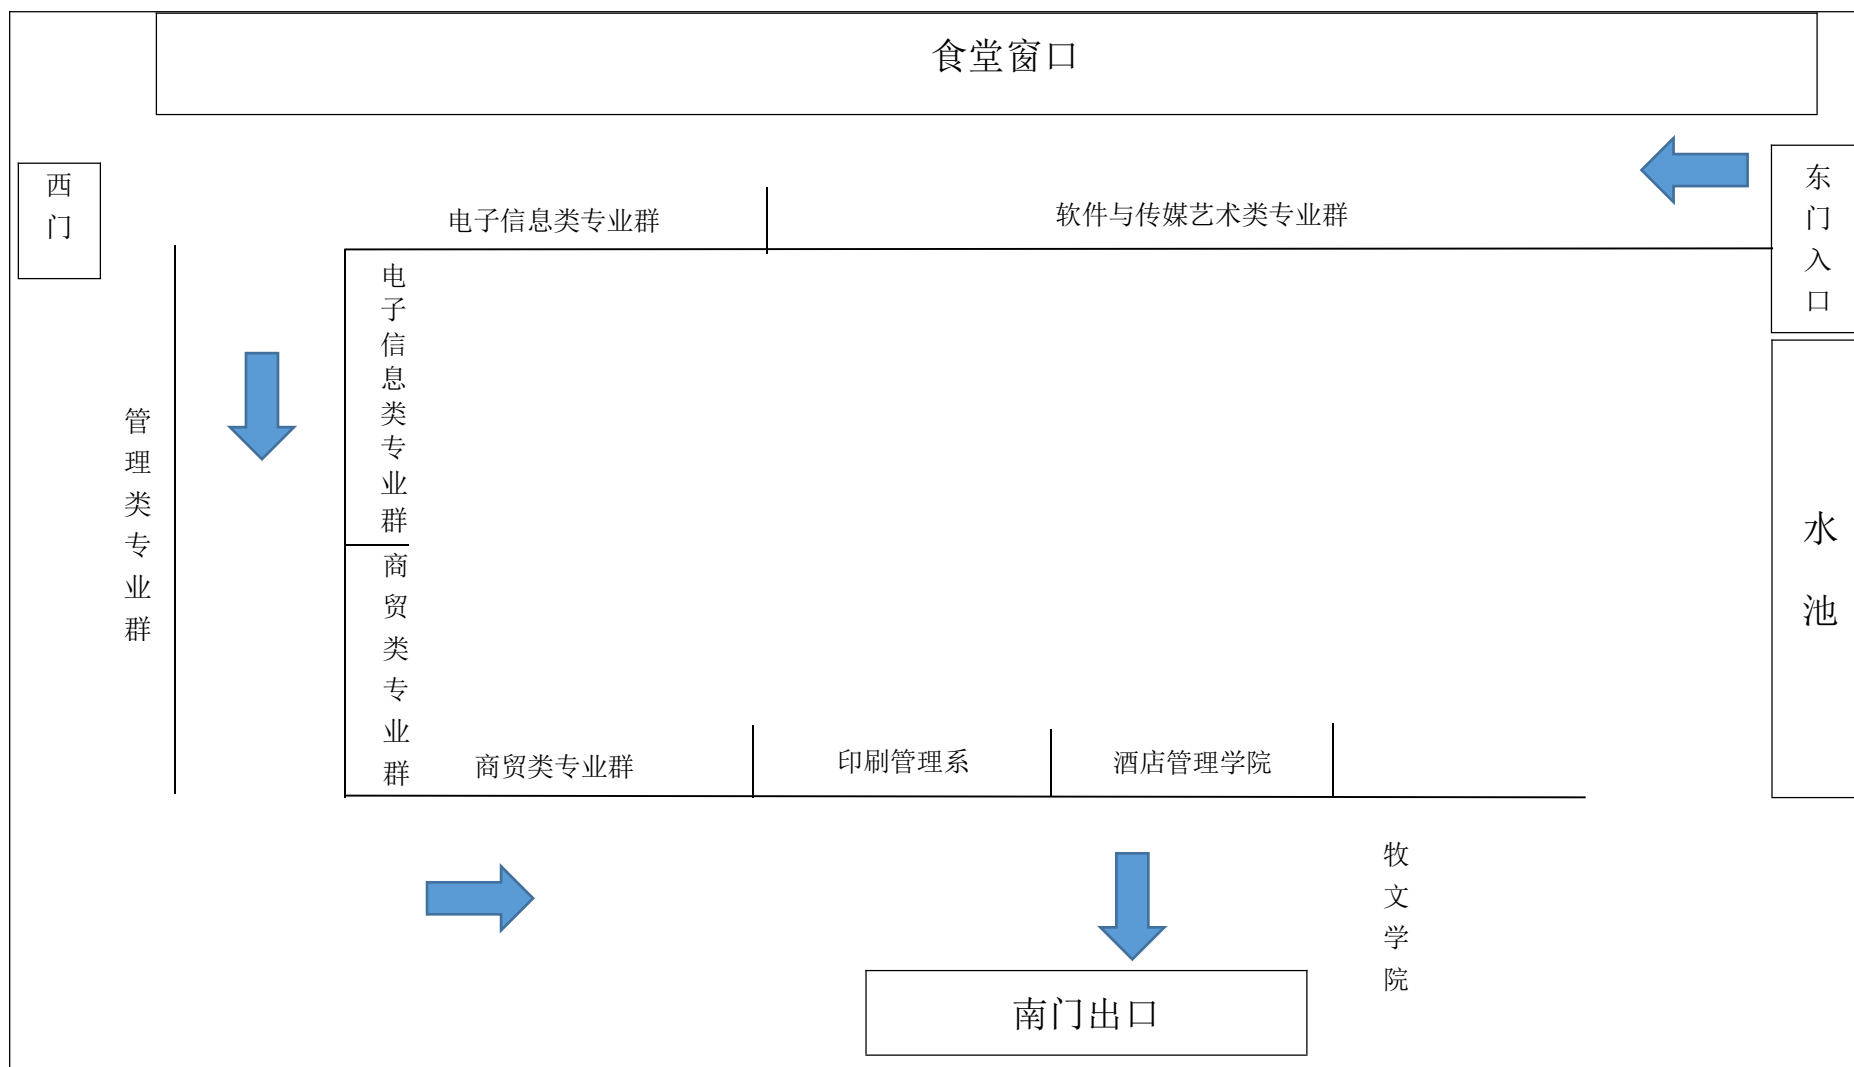 食堂窗口
西门
东门入口
电子信息类专业群
软件与传媒艺术类专业群
电子信息类专业群
管理类专业群
水池
商贸类专业群
商贸类专业群
印刷管理系
酒店管理学院
牧文学院
南门出口